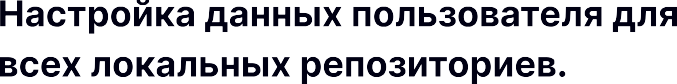 Настройка данных пользователя для
всех локальных репозиториев.